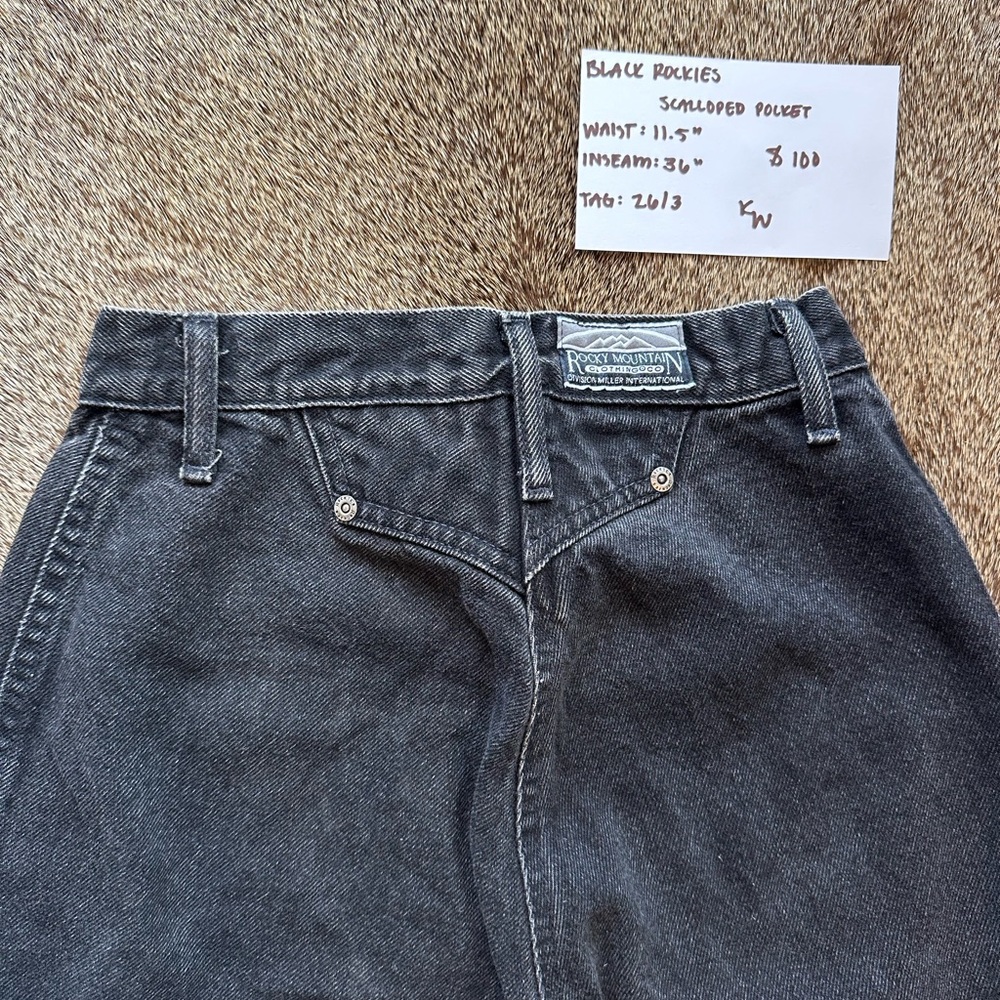 BLACK ROCKIES
SCALLOPED POCKET
WAIST: 11.5"
INSEAM: 36"
$ 100
TAG: 26/3
KW
ROCKY MOUNTAIN
CLOTHING CO
DIVISION MILLER INTERNATIONAL